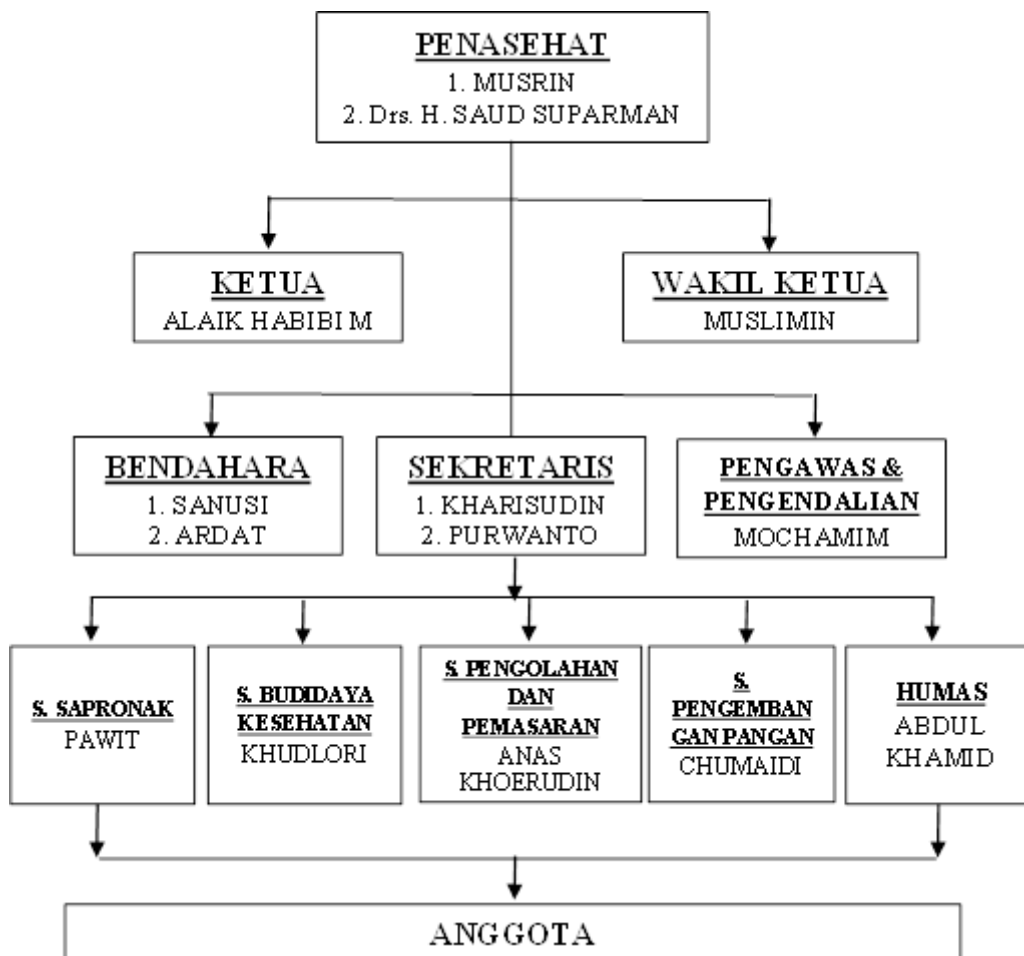 PENASEHAT
1. MUSRIN
2. Drs. H. SAUD SUPARMAN
KETUA
ALAIK HABIBI M
WAKIL KETUA
MUSLIMIN
BENDAHARA
1. SANUSI
2. ARDAT
SEKRETARIS
1. KHARISUDIN
2. PURWANTO
PENGAWAS &
PENGENDALIAN
MOCHAMIM
S. SAPRONAK
PAWIT
S. BUDIDAYA
KESEHATAN
KHUDLORI
S. PENGOLAHAN
DAN
PEMASARAN
ANAS
KHOERUDIN
S.
PENGEMBAN
GAN PANGAN
CHUMAIDI
HUMAS
ABDUL
KHAMID
ANGGOTA